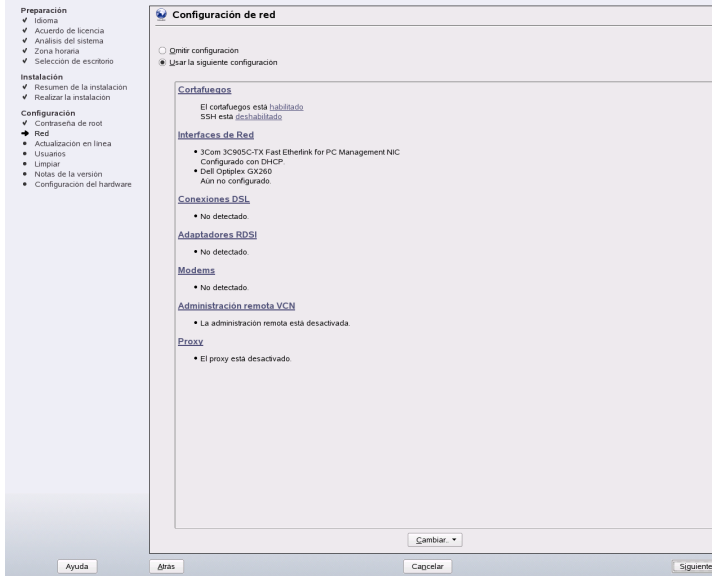 Preparación
Idioma
Acuerdo de licencia
Análisis del sistema
Zona horaria
Selección de escritorio
Instalación
Resumen de la instalación
Realizar la instalación
Configuración
Contraseña de root
Red
Actualización en línea
Usuarios
Limpiar
Notas de la versión
Configuración del hardware
Configuración de red
Omitir configuración
Usar la siguiente configuración
Cortafuegos
El cortafuegos está habilitado
SSH está deshabilitado
Interfaces de Red
3Com 3C905C-TX Fast Etherlink for PC Management NIC
Configurado con DHCP.
Dell Optiplex GX260
Aún no configurado.
Conexiones DSL
No detectado.
Adaptadores RDSI
No detectado.
Modems
No detectado.
Administración remota VCN
La administración remota está desactivada.
Proxy
El proxy está desactivado.
Cambiar..
Ayuda
Atrás
Cancelar
Siguiente